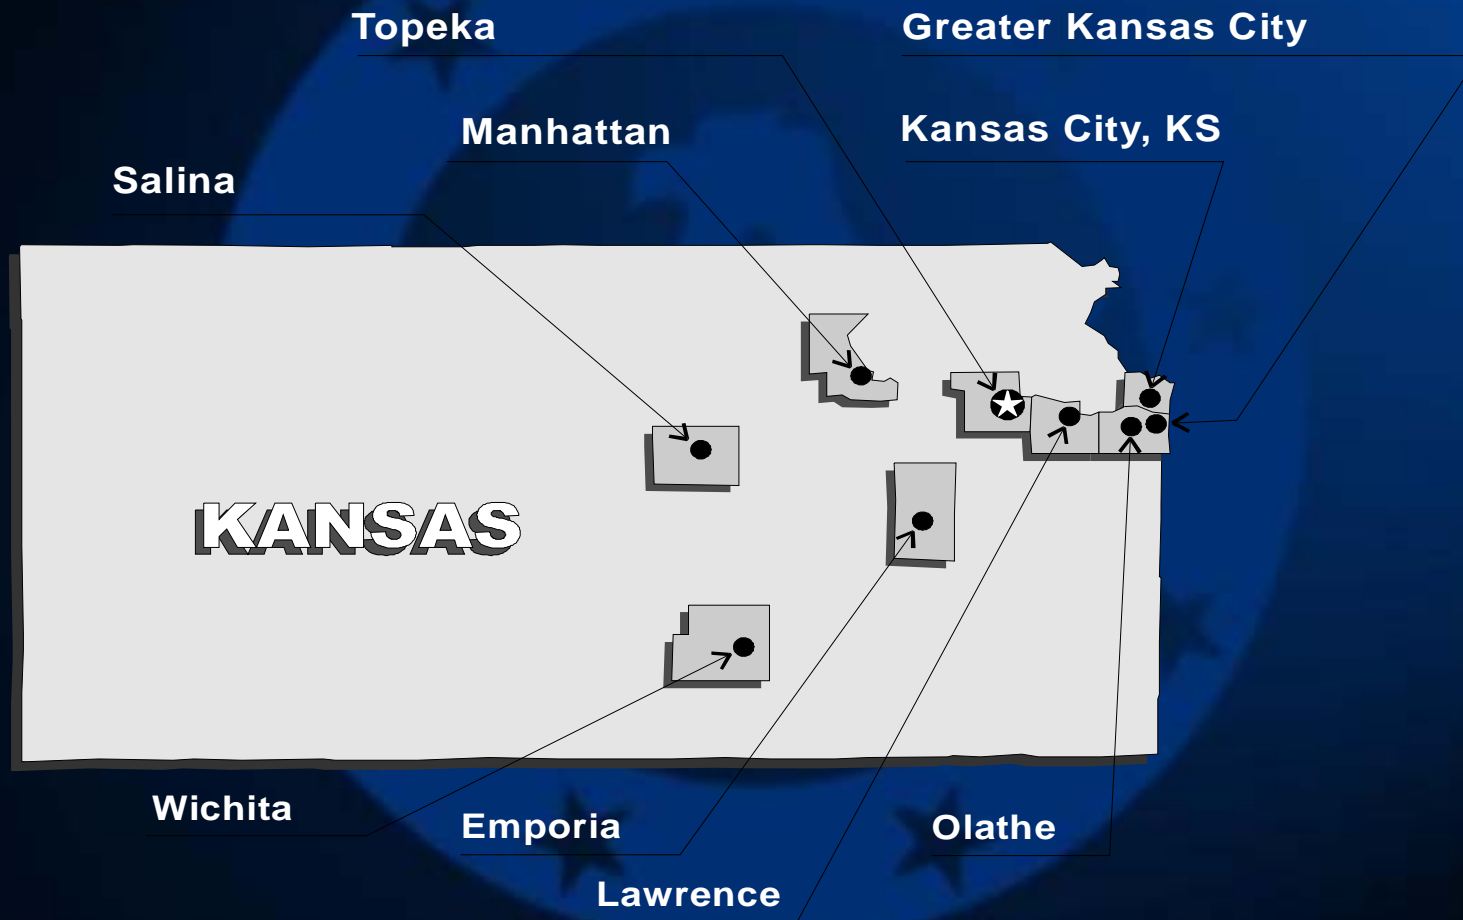 Topeka
Greater Kansas City
Manhattan
Kansas City, KS
Salina
KANSAS
Wichita
Emporia
Olathe
Lawrence